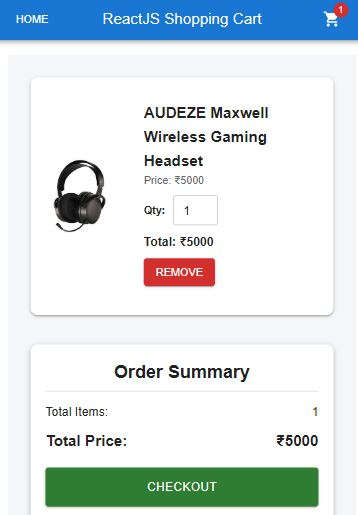 HOME
ReactJS Shopping Cart
1
AUDEZE Maxwell
Wireless Gaming
Headset
Price: ₹5000
Qty: 1
Total: ₹5000
REMOVE
Order Summary
Total Items: 1
Total Price: ₹5000
CHECKOUT